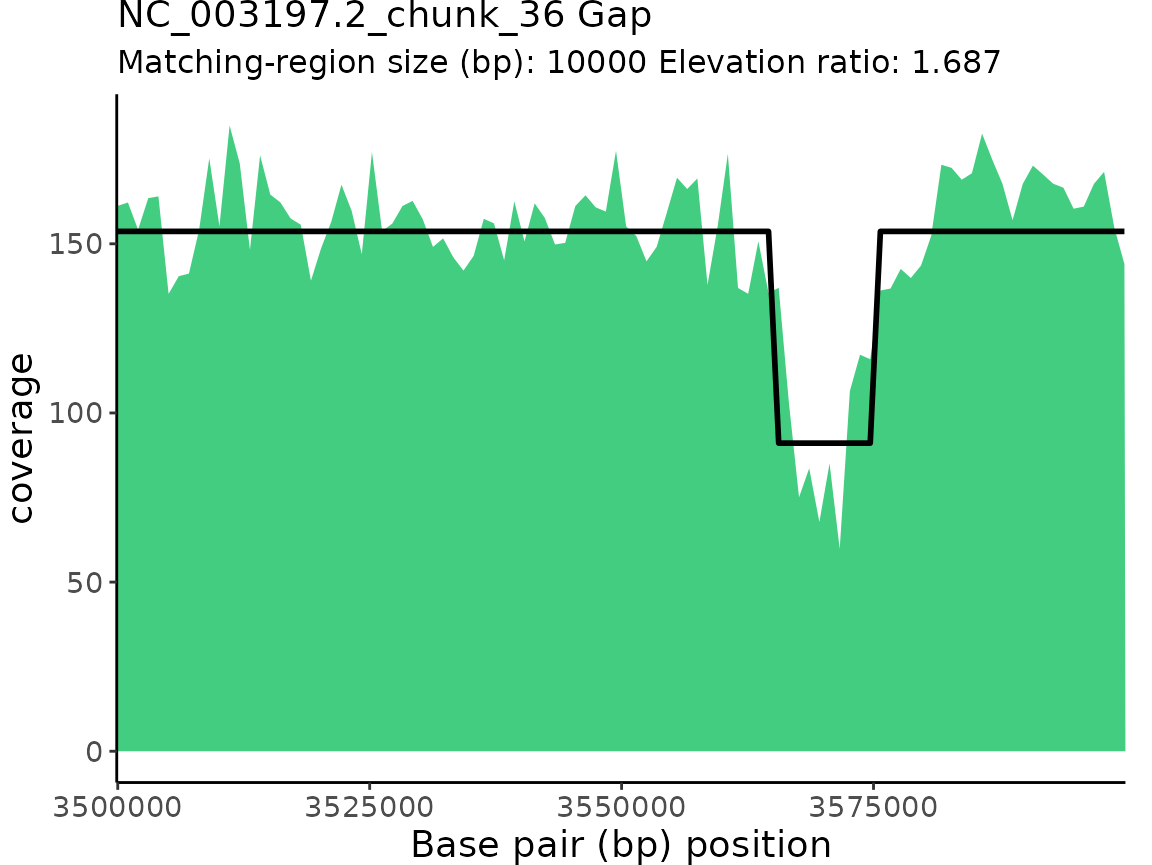 NC_003197.2_chunk_36 Gap
Matching-region size (bp): 10000 Elevation ratio: 1.687
coverage
150
100
50
0
3500000 3525000 3550000 3575000
Base pair (bp) position